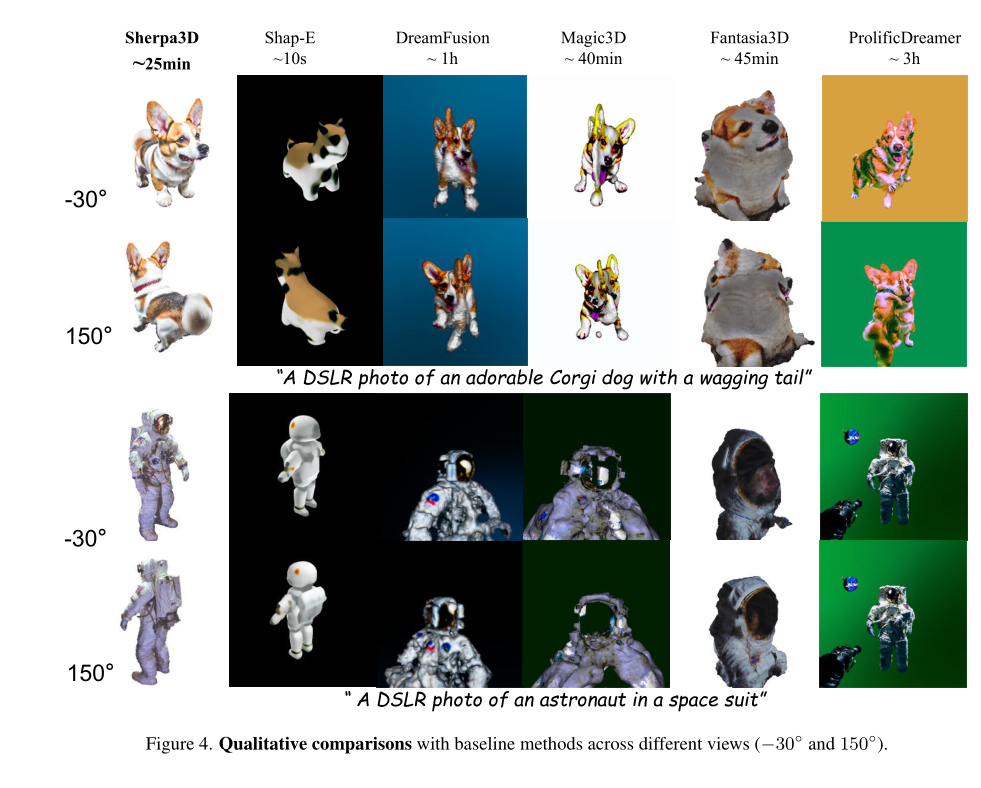 Sherpa3D Shap-E DreamFusion Magic3D Fantasia3D ProlificDreamer
~25min ~10s ~ 1h ~ 40min ~ 45min ~ 3h
-30°
150°
“A DSLR photo of an adorable Corgi dog with a wagging tail”
-30°
150°
“ A DSLR photo of an astronaut in a space suit”
Figure 4. Qualitative comparisons with baseline methods across different views (−30° and 150°).